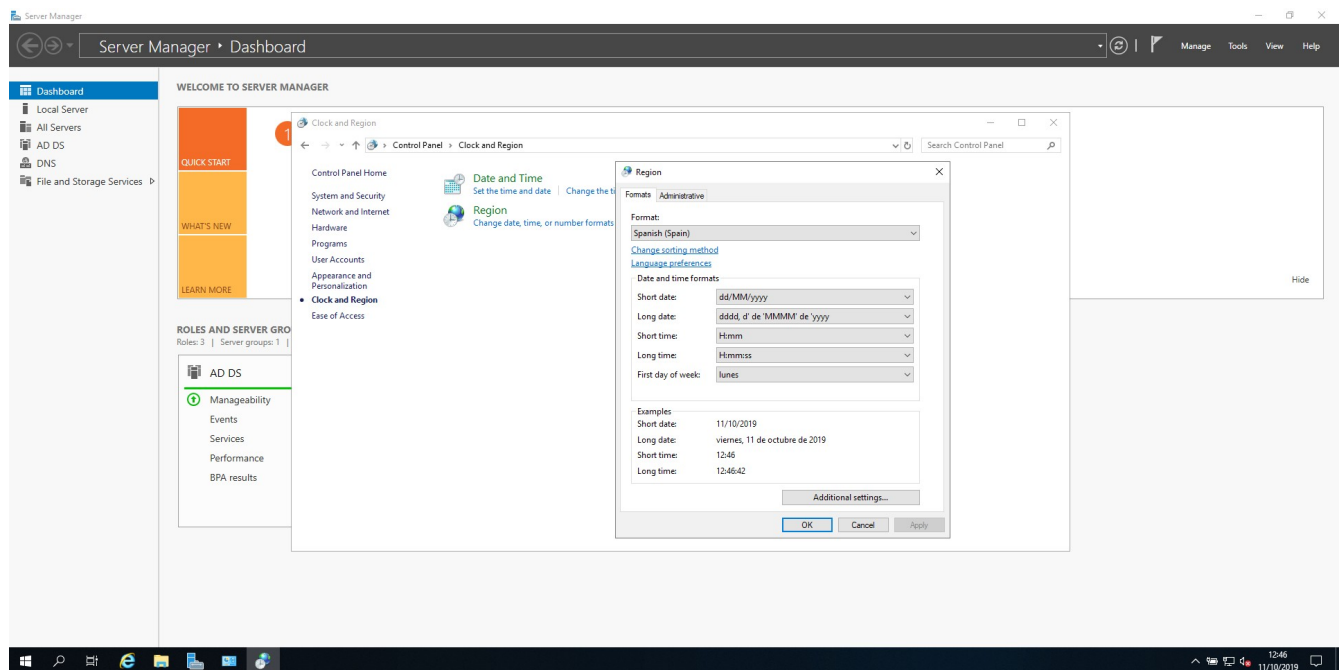 Server Manager
Server Manager • Dashboard
Manage Tools View Help
Dashboard
Local Server
All Servers
AD DS
DNS
File and Storage Services
WELCOME TO SERVER MANAGER
QUICK START
WHAT'S NEW
LEARN MORE
1
Hide
ROLES AND SERVER GRO
Roles: 3 | Server groups: 1 |
AD DS
Manageability
Events
Services
Performance
BPA results
Clock and Region
Control Panel › Clock and Region
Search Control Panel
Control Panel Home
System and Security
Network and Internet
Hardware
Programs
User Accounts
Appearance and
Personalization
Clock and Region
Ease of Access
Date and Time
Set the time and date | Change the ti
Region
Change date, time, or number formats
Region
Formats Administrative
Format:
Spanish (Spain)
Change sorting method
Language preferences
Date and time formats
Short date: dd/MM/yyyy
Long date: dddd, d' de 'MMMM' de 'yyyy
Short time: H:mm
Long time: H:mm:ss
First day of week: lunes
Examples
Short date: 11/10/2019
Long date: viernes, 11 de octubre de 2019
Short time: 12:46
Long time: 12:46:42
Additional settings...
OK Cancel Apply
12:46
11/10/2019